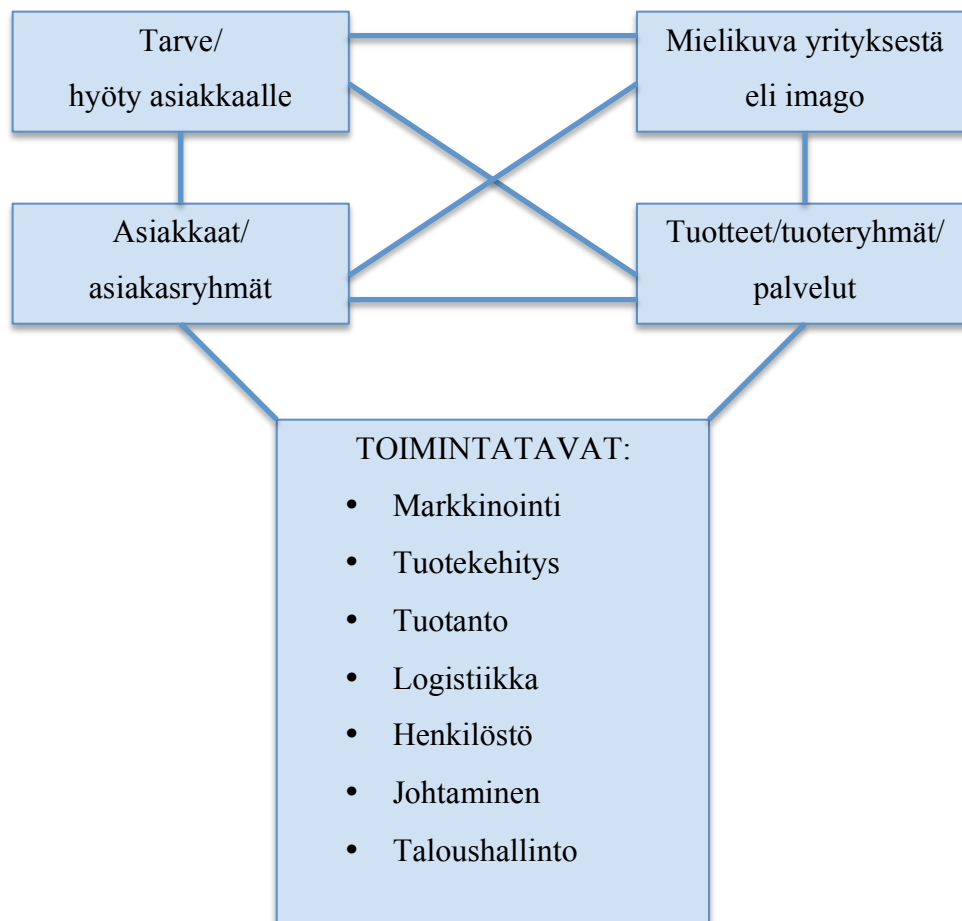 Tarve/
hyöty asiakkaalle
Mielikuva yrityksestä
eli imago
Asiakkaat/
asiakasryhmät
Tuotteet/tuoteryhmät/
palvelut
TOIMINTATAVAT:
• Markkinointi
• Tuotekehitys
• Tuotanto
• Logistiikka
• Henkilöstö
• Johtaminen
• Taloushallinto